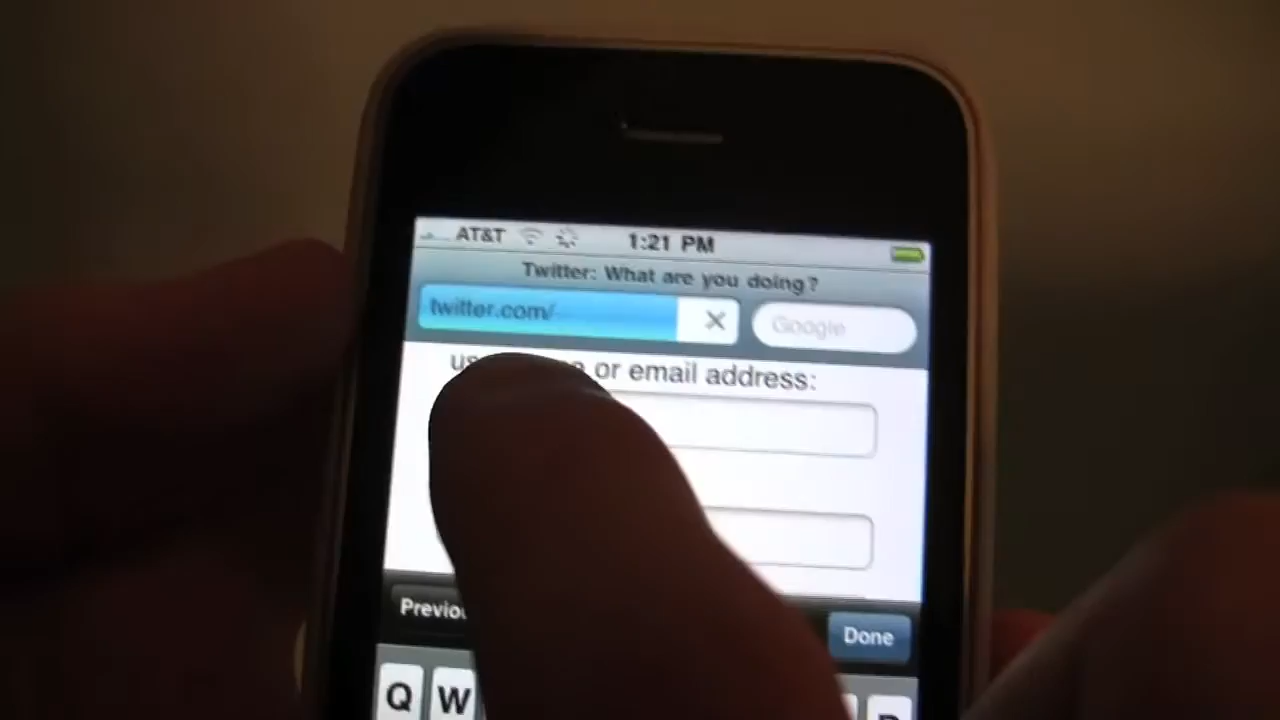 AT&T 1:21 PM
Twitter: What are you doing?
twitter.com/ Google
or email address:
Done
Q W